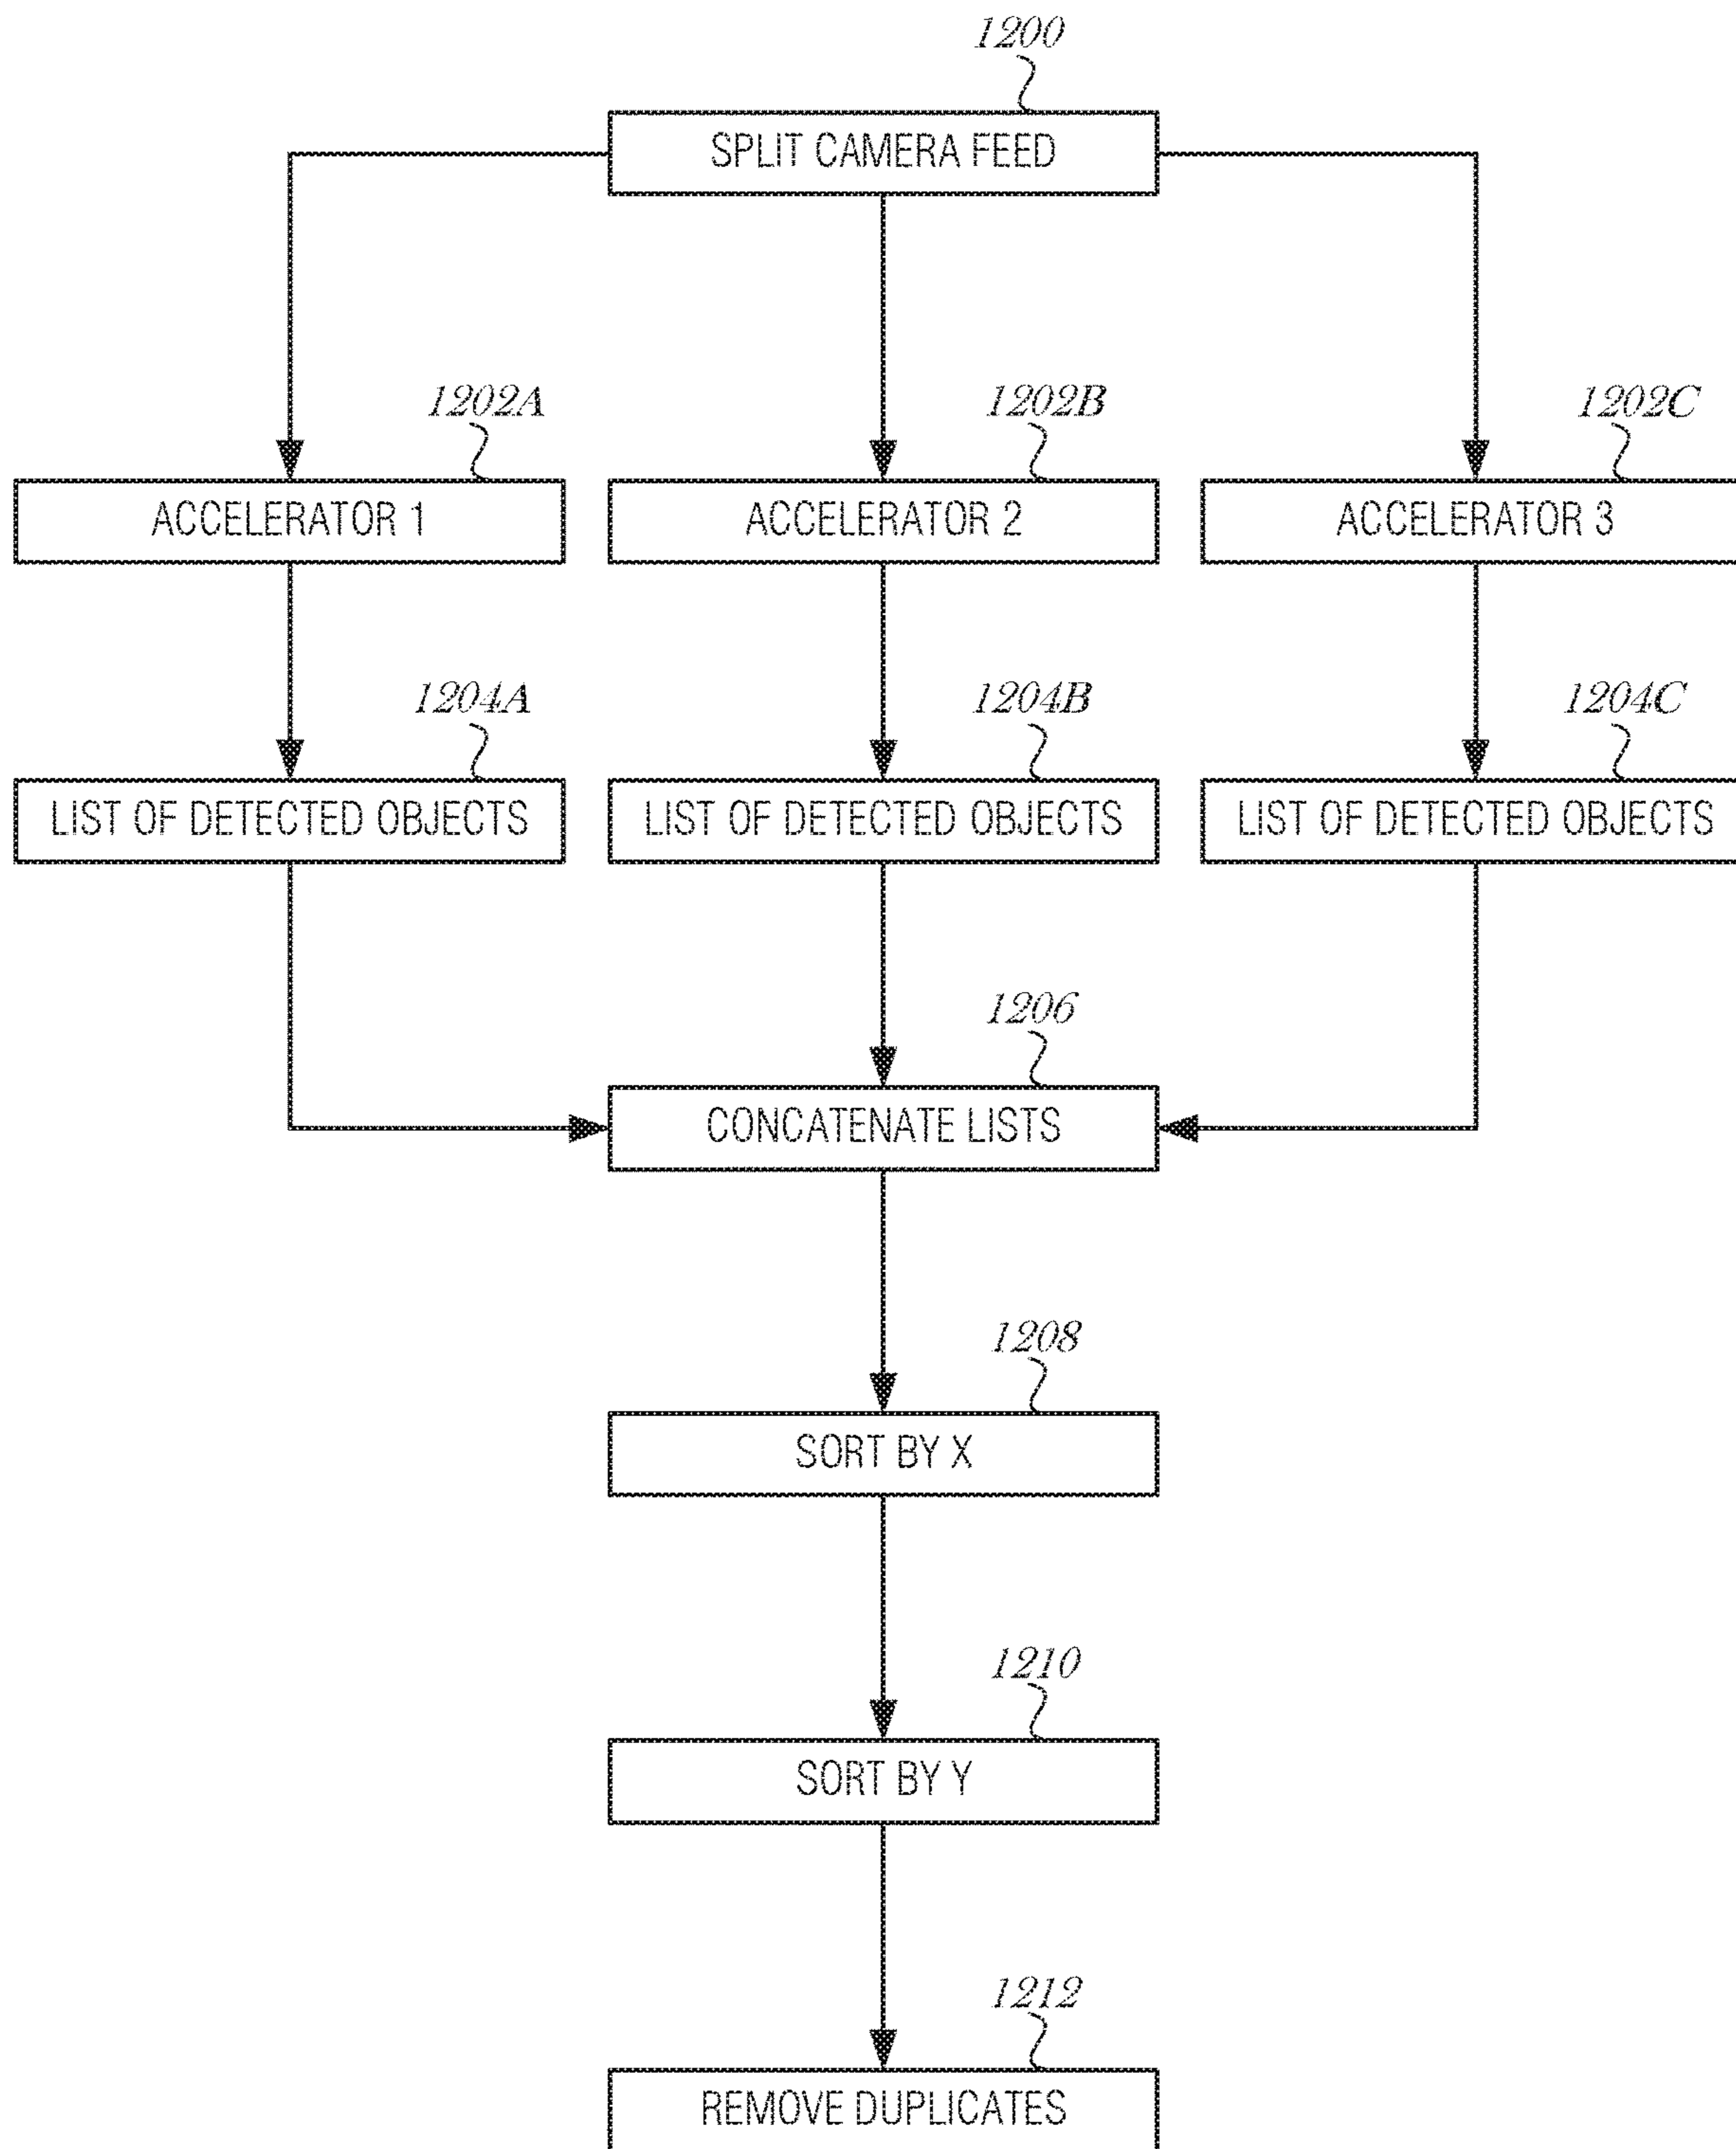 1200
SPLIT CAMERA FEED
1202A
1202B
1202C
ACCELERATOR 1
ACCELERATOR 2
ACCELERATOR 3
1204A
1204B
1204C
LIST OF DETECTED OBJECTS
LIST OF DETECTED OBJECTS
LIST OF DETECTED OBJECTS
1206
CONCATENATE LISTS
1208
SORT BY X
1210
SORT BY Y
1212
REMOVE DUPLICATES